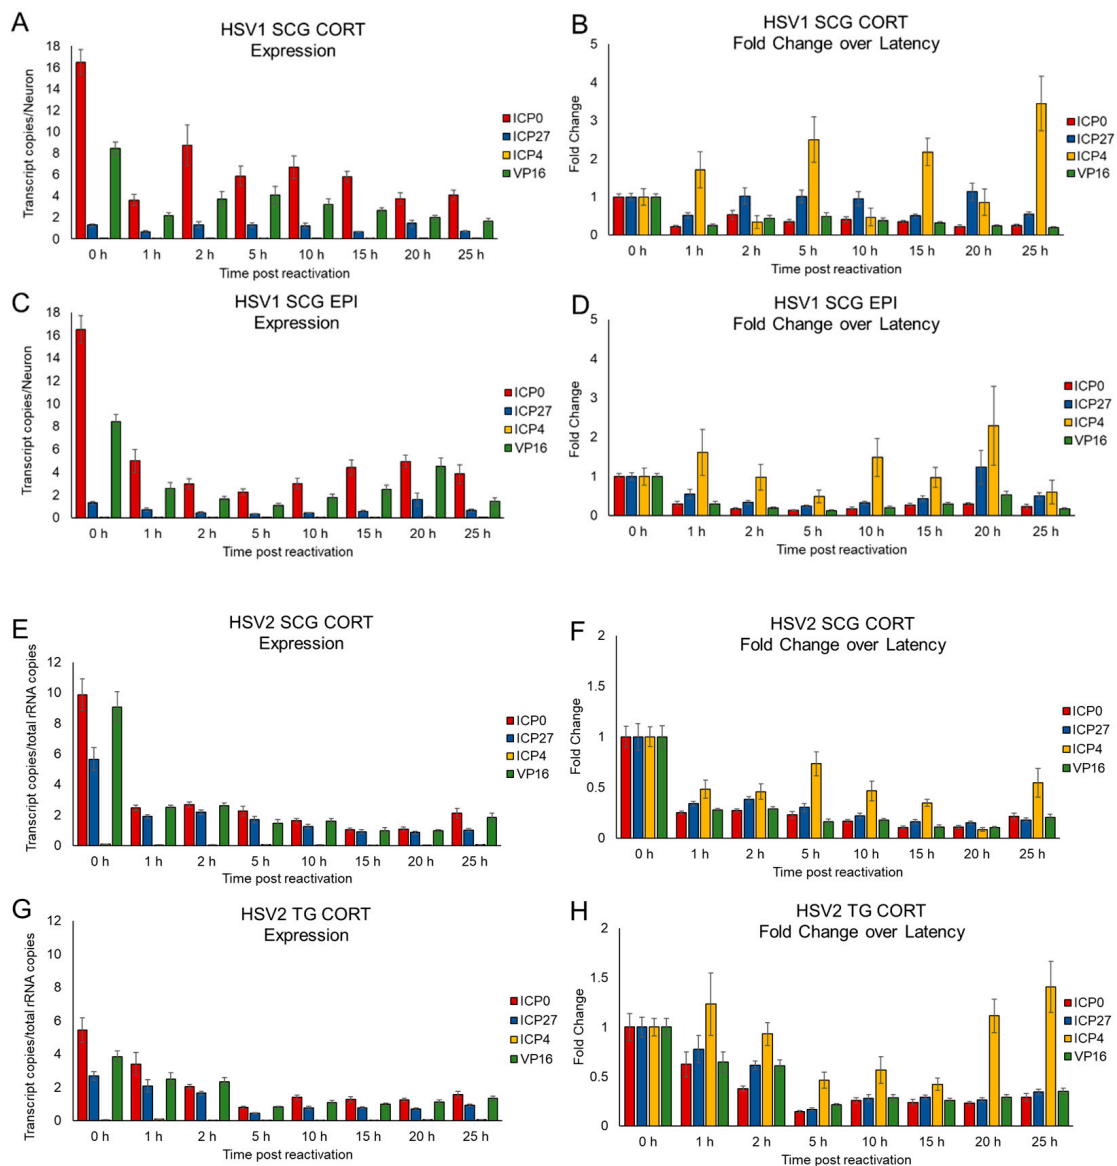 A
HSV1 SCG CORT
Expression
Transcript copies/Neuron
18
16
14
12
10
8
6
4
2
0
0 h 1 h 2 h 5 h 10 h 15 h 20 h 25 h
Time post reactivation
ICP0
ICP27
ICP4
VP16
B
HSV1 SCG CORT
Fold Change over Latency
Fold Change
5
4
3
2
1
0
0 h 1 h 2 h 5 h 10 h 15 h 20 h 25 h
Time post reactivation
ICP0
ICP27
ICP4
VP16
C
HSV1 SCG EPI
Expression
Transcript copies/Neuron
18
16
14
12
10
8
6
4
2
0
0 h 1 h 2 h 5 h 10 h 15 h 20 h 25 h
Time post reactivation
ICP0
ICP27
ICP4
VP16
D
HSV1 SCG EPI
Fold Change over Latency
Fold Change
5
4
3
2
1
0
0 h 1 h 2 h 5 h 10 h 15 h 20 h 25 h
Time post reactivation
ICP0
ICP27
ICP4
VP16
E
HSV2 SCG CORT
Expression
Transcript copies/total rRNA copies
12
10
8
6
4
2
0
0 h 1 h 2 h 5 h 10 h 15 h 20 h 25 h
Time post reactivation
ICP0
ICP27
ICP4
VP16
F
HSV2 SCG CORT
Fold Change over Latency
Fold Change
2
1.5
1
0.5
0
0 h 1 h 2 h 5 h 10 h 15 h 20 h 25 h
Time post reactivation
ICP0
ICP27
ICP4
VP16
G
HSV2 TG CORT
Expression
Transcript copies/total rRNA copies
12
10
8
6
4
2
0
0 h 1 h 2 h 5 h 10 h 15 h 20 h 25 h
Time post reactivation
ICP0
ICP27
ICP4
VP16
H
HSV2 TG CORT
Fold Change over Latency
Fold Change
2
1.5
1
0.5
0
0 h 1 h 2 h 5 h 10 h 15 h 20 h 25 h
Time post reactivation
ICP0
ICP27
ICP4
VP16